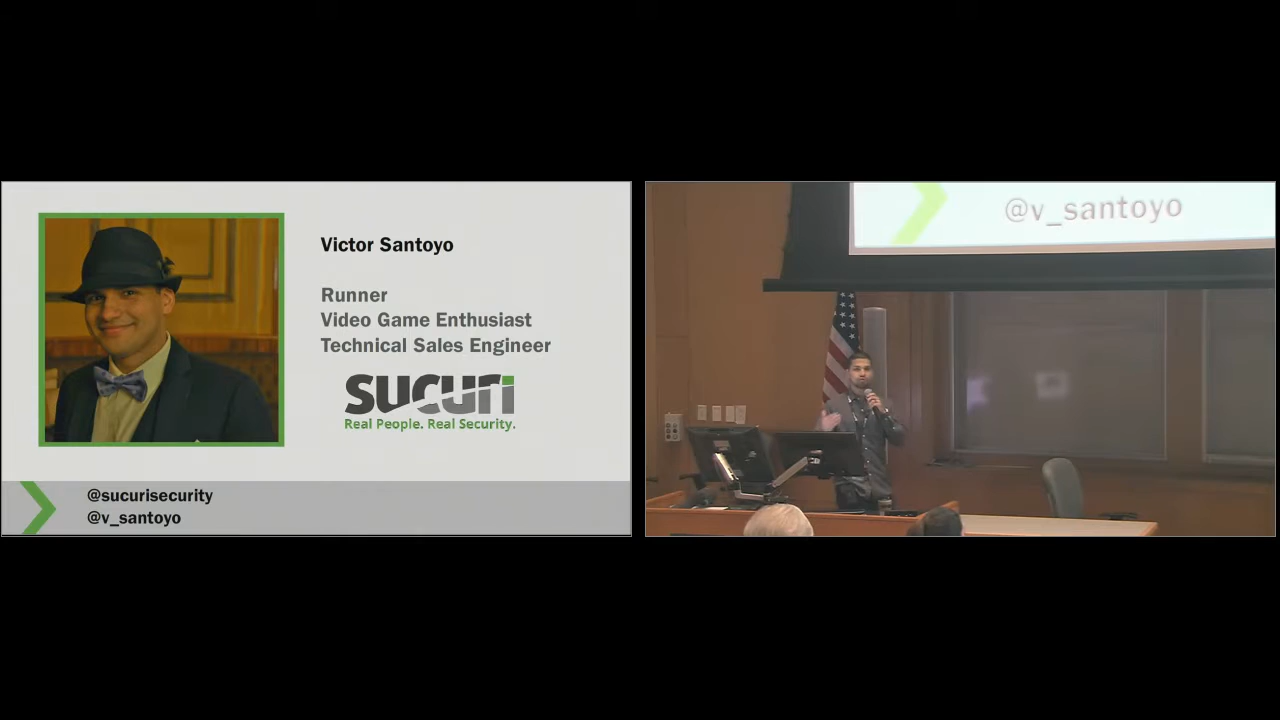 Victor Santoyo
Runner
Video Game Enthusiast
Technical Sales Engineer
sucuri
Real People. Real Security.
@sucurisecurity
@v_santoyo
@v_santoyo